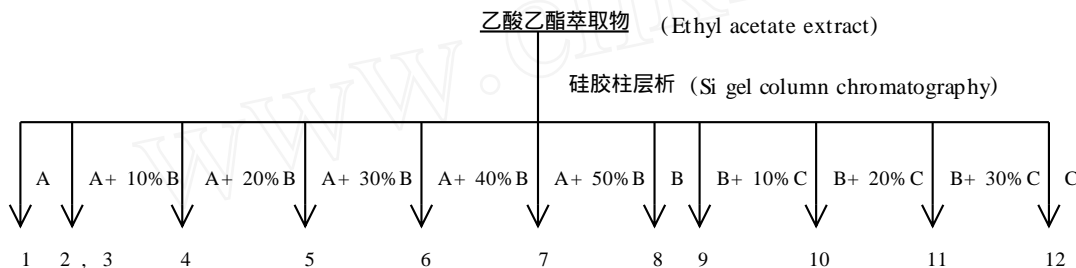 乙酸乙酯萃取物 (Ethyl acetate extract)
硅胶柱层析 (Si gel column chromatography)
A A+ 10% B A+ 20% B A+ 30% B A+ 40% B A+ 50% B B B+ 10% C B+ 20% C B+ 30% C C
1 2 , 3 4 5 6 7 8 9 10 11 12